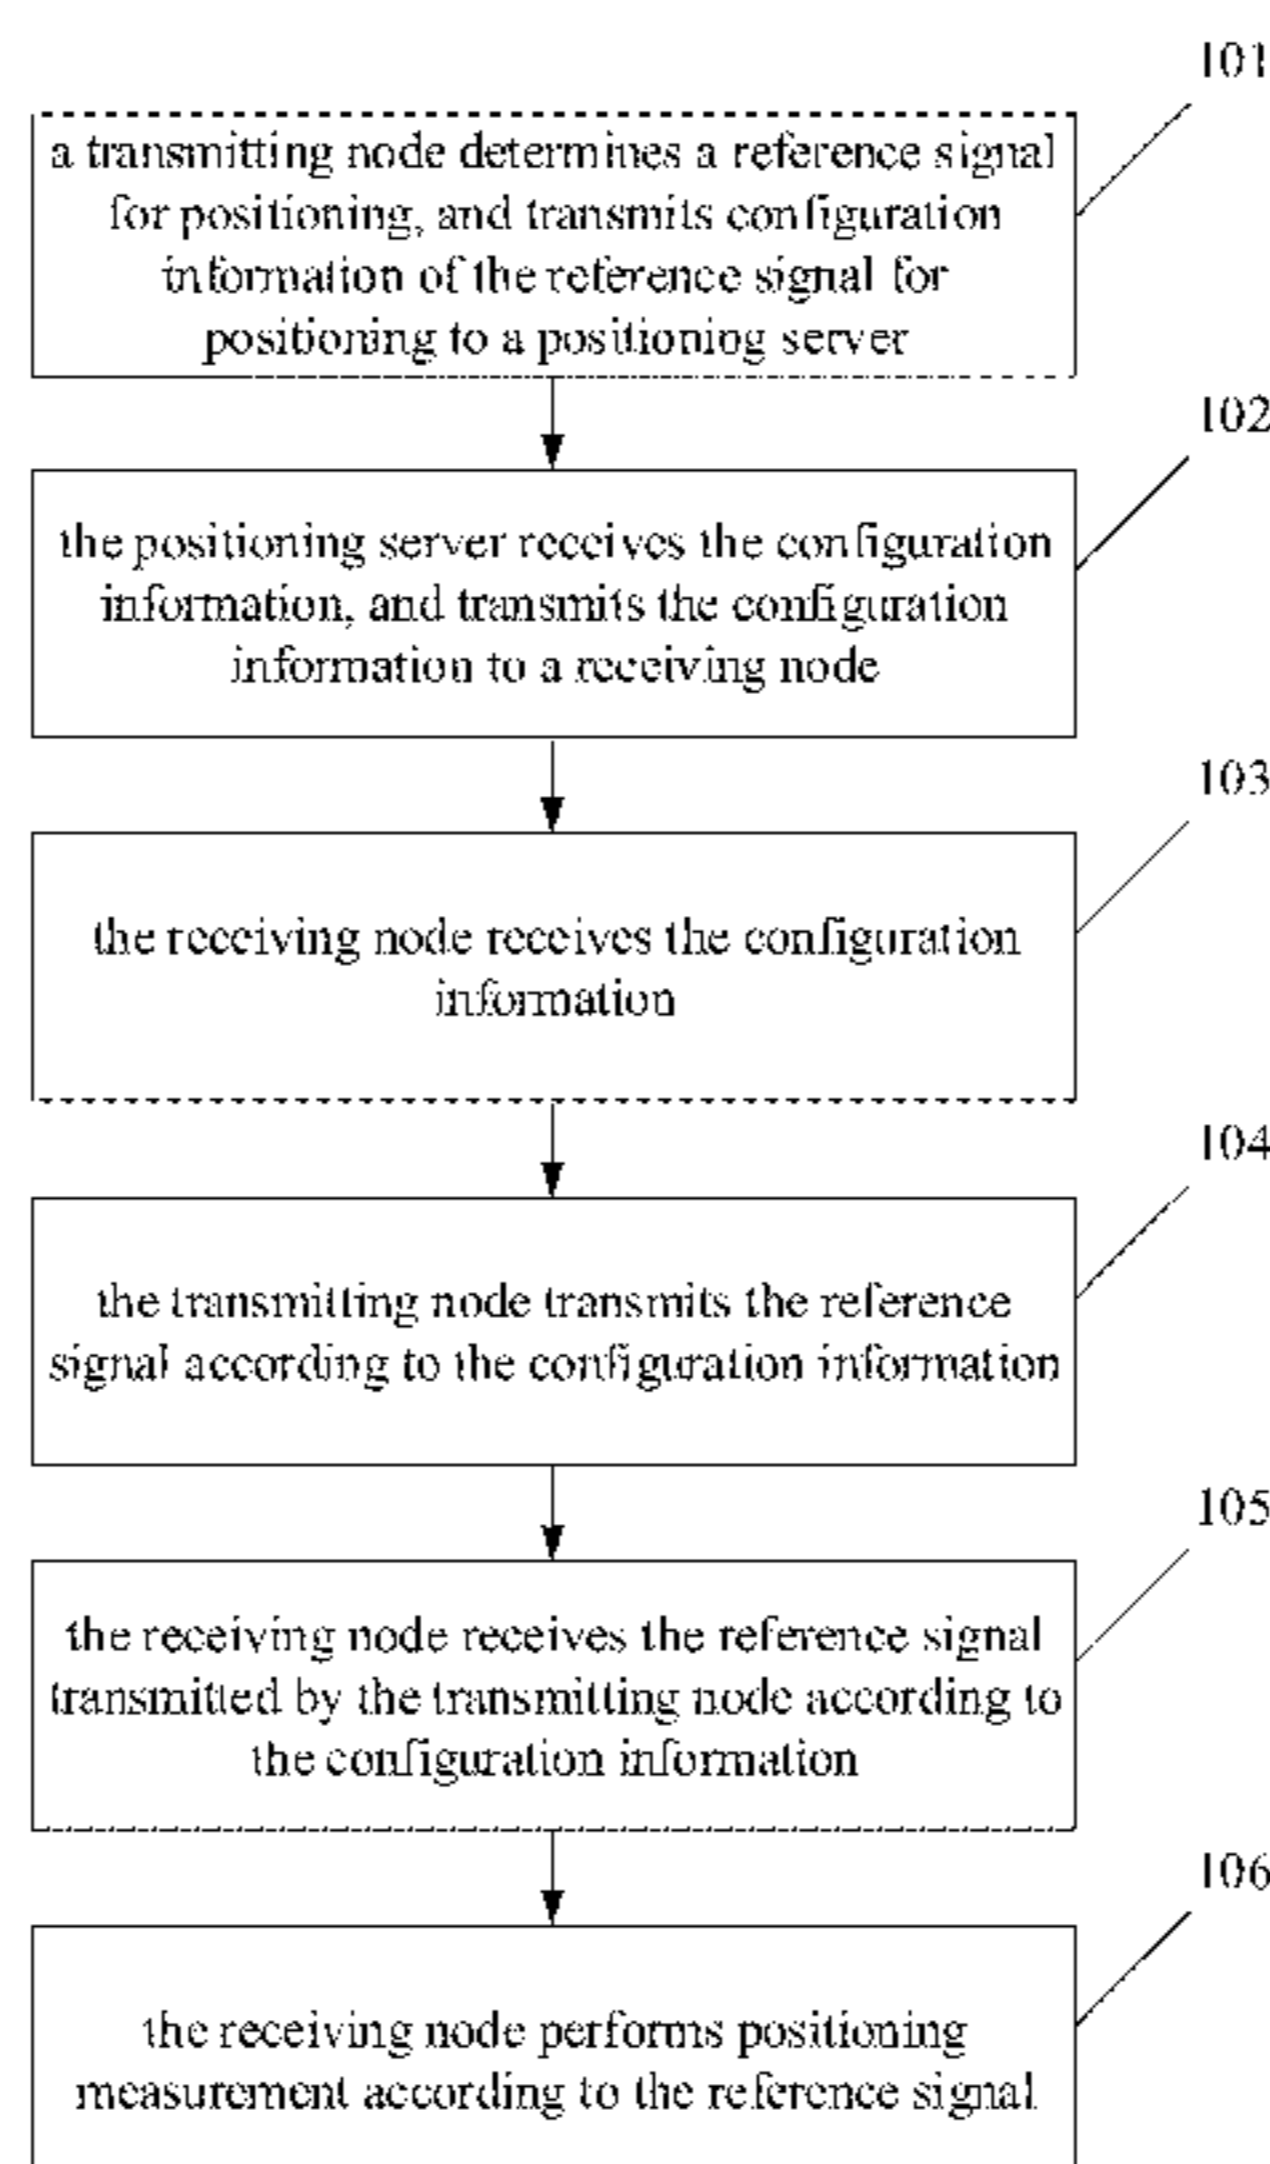 101
a transmitting node determines a reference signal
for positioning, and transmits configuration
information of the reference signal for
positioning to a positioning server
102
the positioning server receives the configuration
information, and transmits the configuration
information to a receiving node
103
the receiving node receives the configuration
information
104
the transmitting node transmits the reference
signal according to the configuration information
105
the receiving node receives the reference signal
transmitted by the transmitting node according to
the configuration information
106
the receiving node performs positioning
measurement according to the reference signal